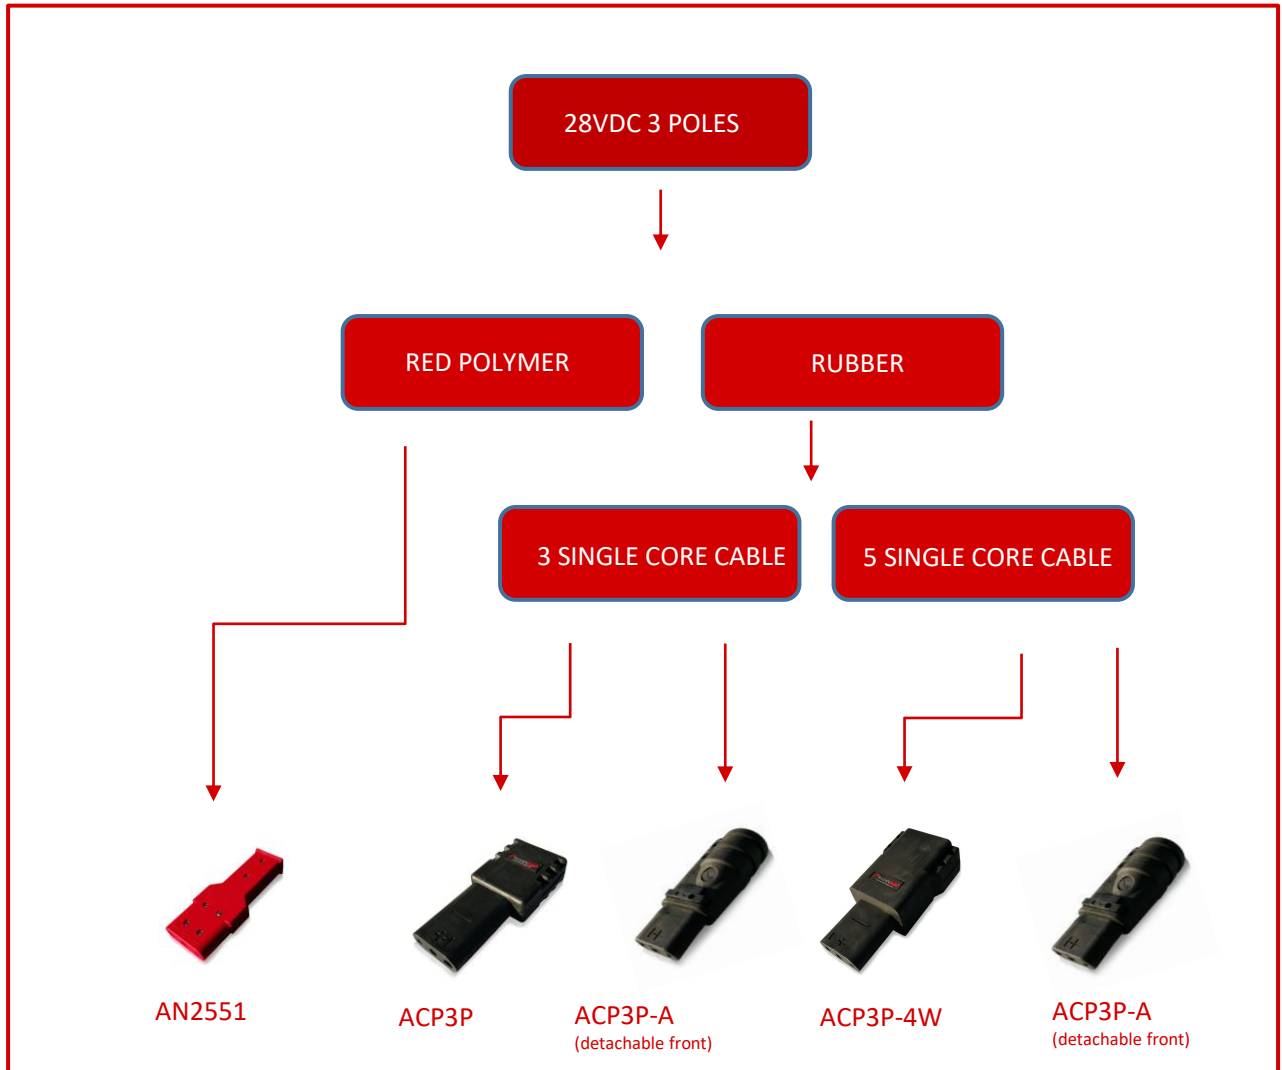 28VDC 3 POLES
RED POLYMER
RUBBER
3 SINGLE CORE CABLE
5 SINGLE CORE CABLE
AN2551
ACP3P
ACP3P-A
(detachable front)
ACP3P-4W
ACP3P-A
(detachable front)